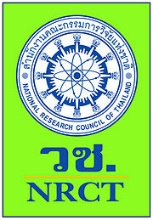 สำนักงานคณะกรรมการวิจัยแห่งชาติ
NATIONAL RESEARCH COUNCIL OF THAILAND
วช.
NRCT